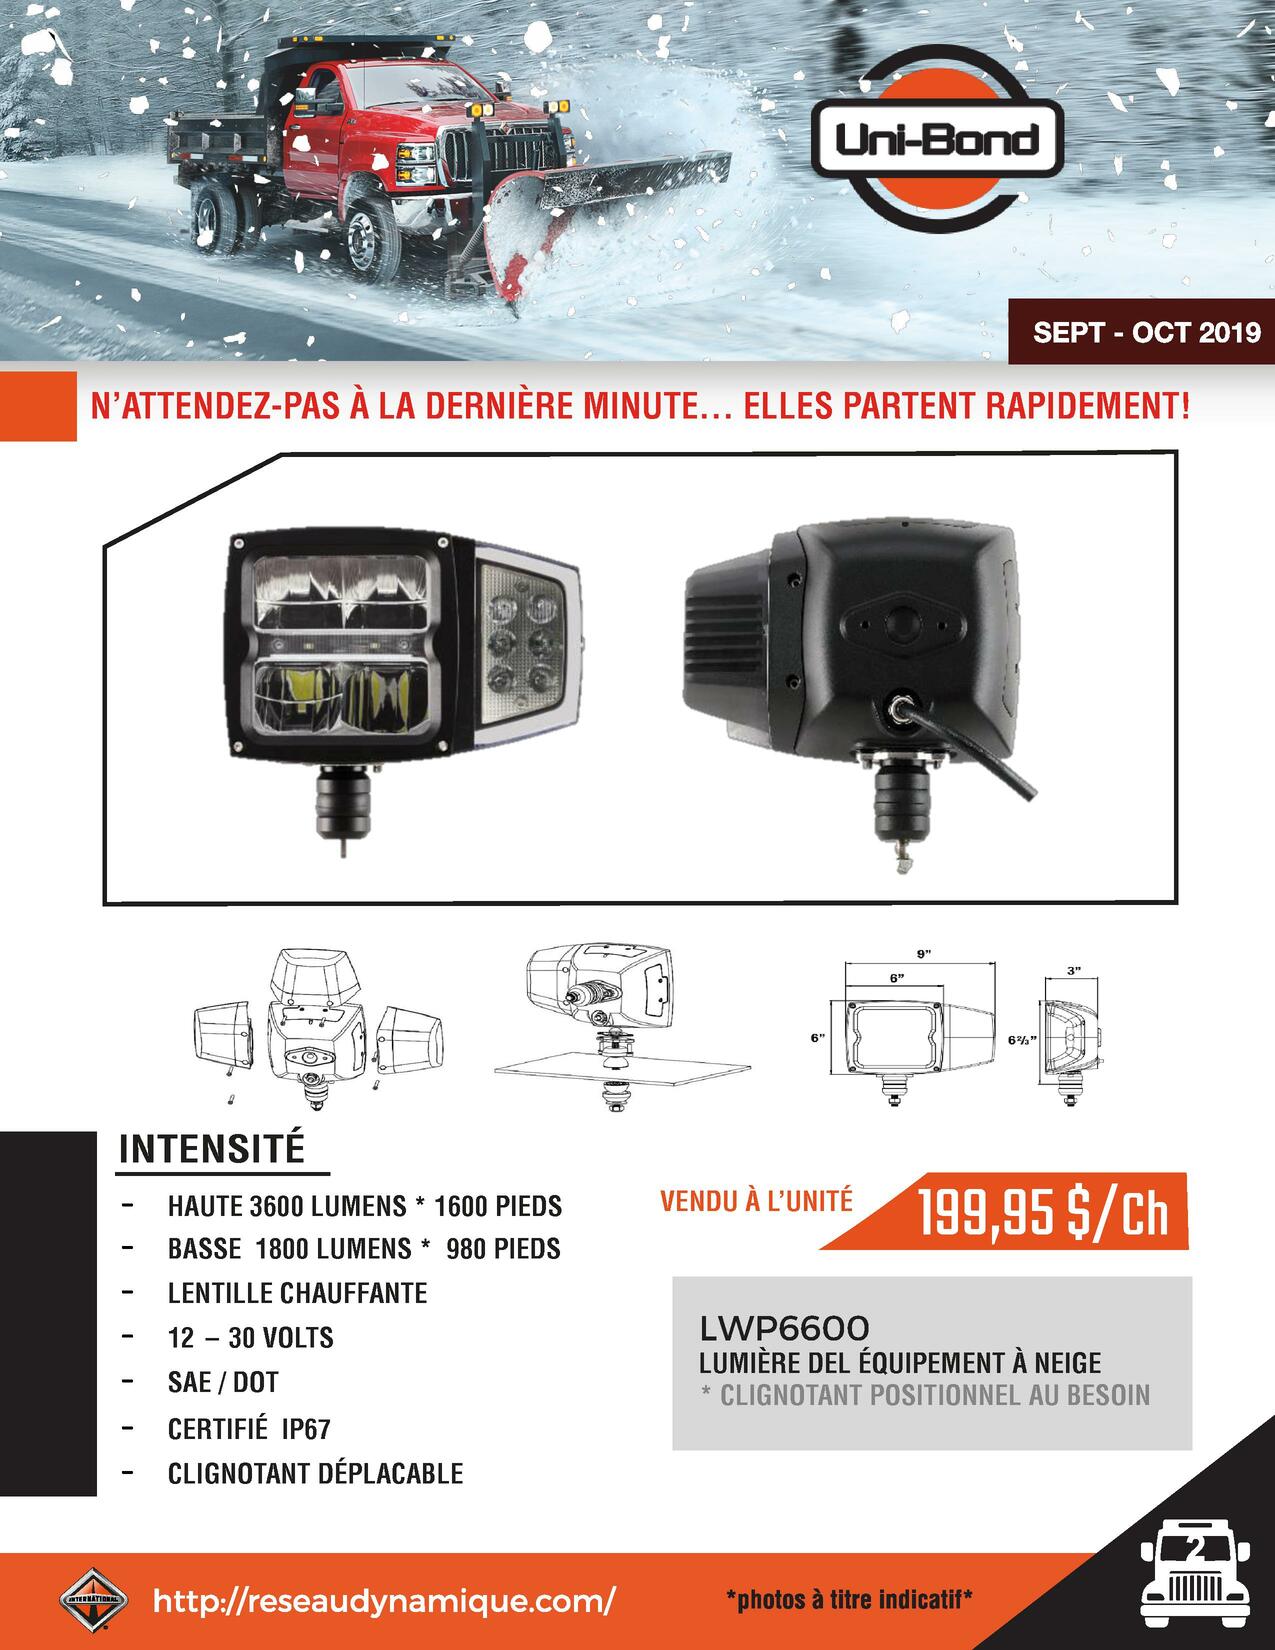 Uni-Bond
SEPT - OCT 2019
N'ATTENDEZ-PAS À LA DERNIÈRE MINUTE... ELLES PARTENT RAPIDEMENT!
9"
6"
3"
6"
6⅔"
INTENSITÉ
- HAUTE 3600 LUMENS * 1600 PIEDS
- BASSE 1800 LUMENS * 980 PIEDS
- LENTILLE CHAUFFANTE
- 12 – 30 VOLTS
- SAE / DOT
- CERTIFIÉ IP67
- CLIGNOTANT DÉPLACABLE
VENDU À L'UNITÉ
199,95 $/Ch
LWP6600
LUMIÈRE DEL ÉQUIPEMENT À NEIGE
* CLIGNOTANT POSITIONNEL AU BESOIN
2
INTERNATIONAL
http://reseaudynamique.com/
*photos à titre indicatif*